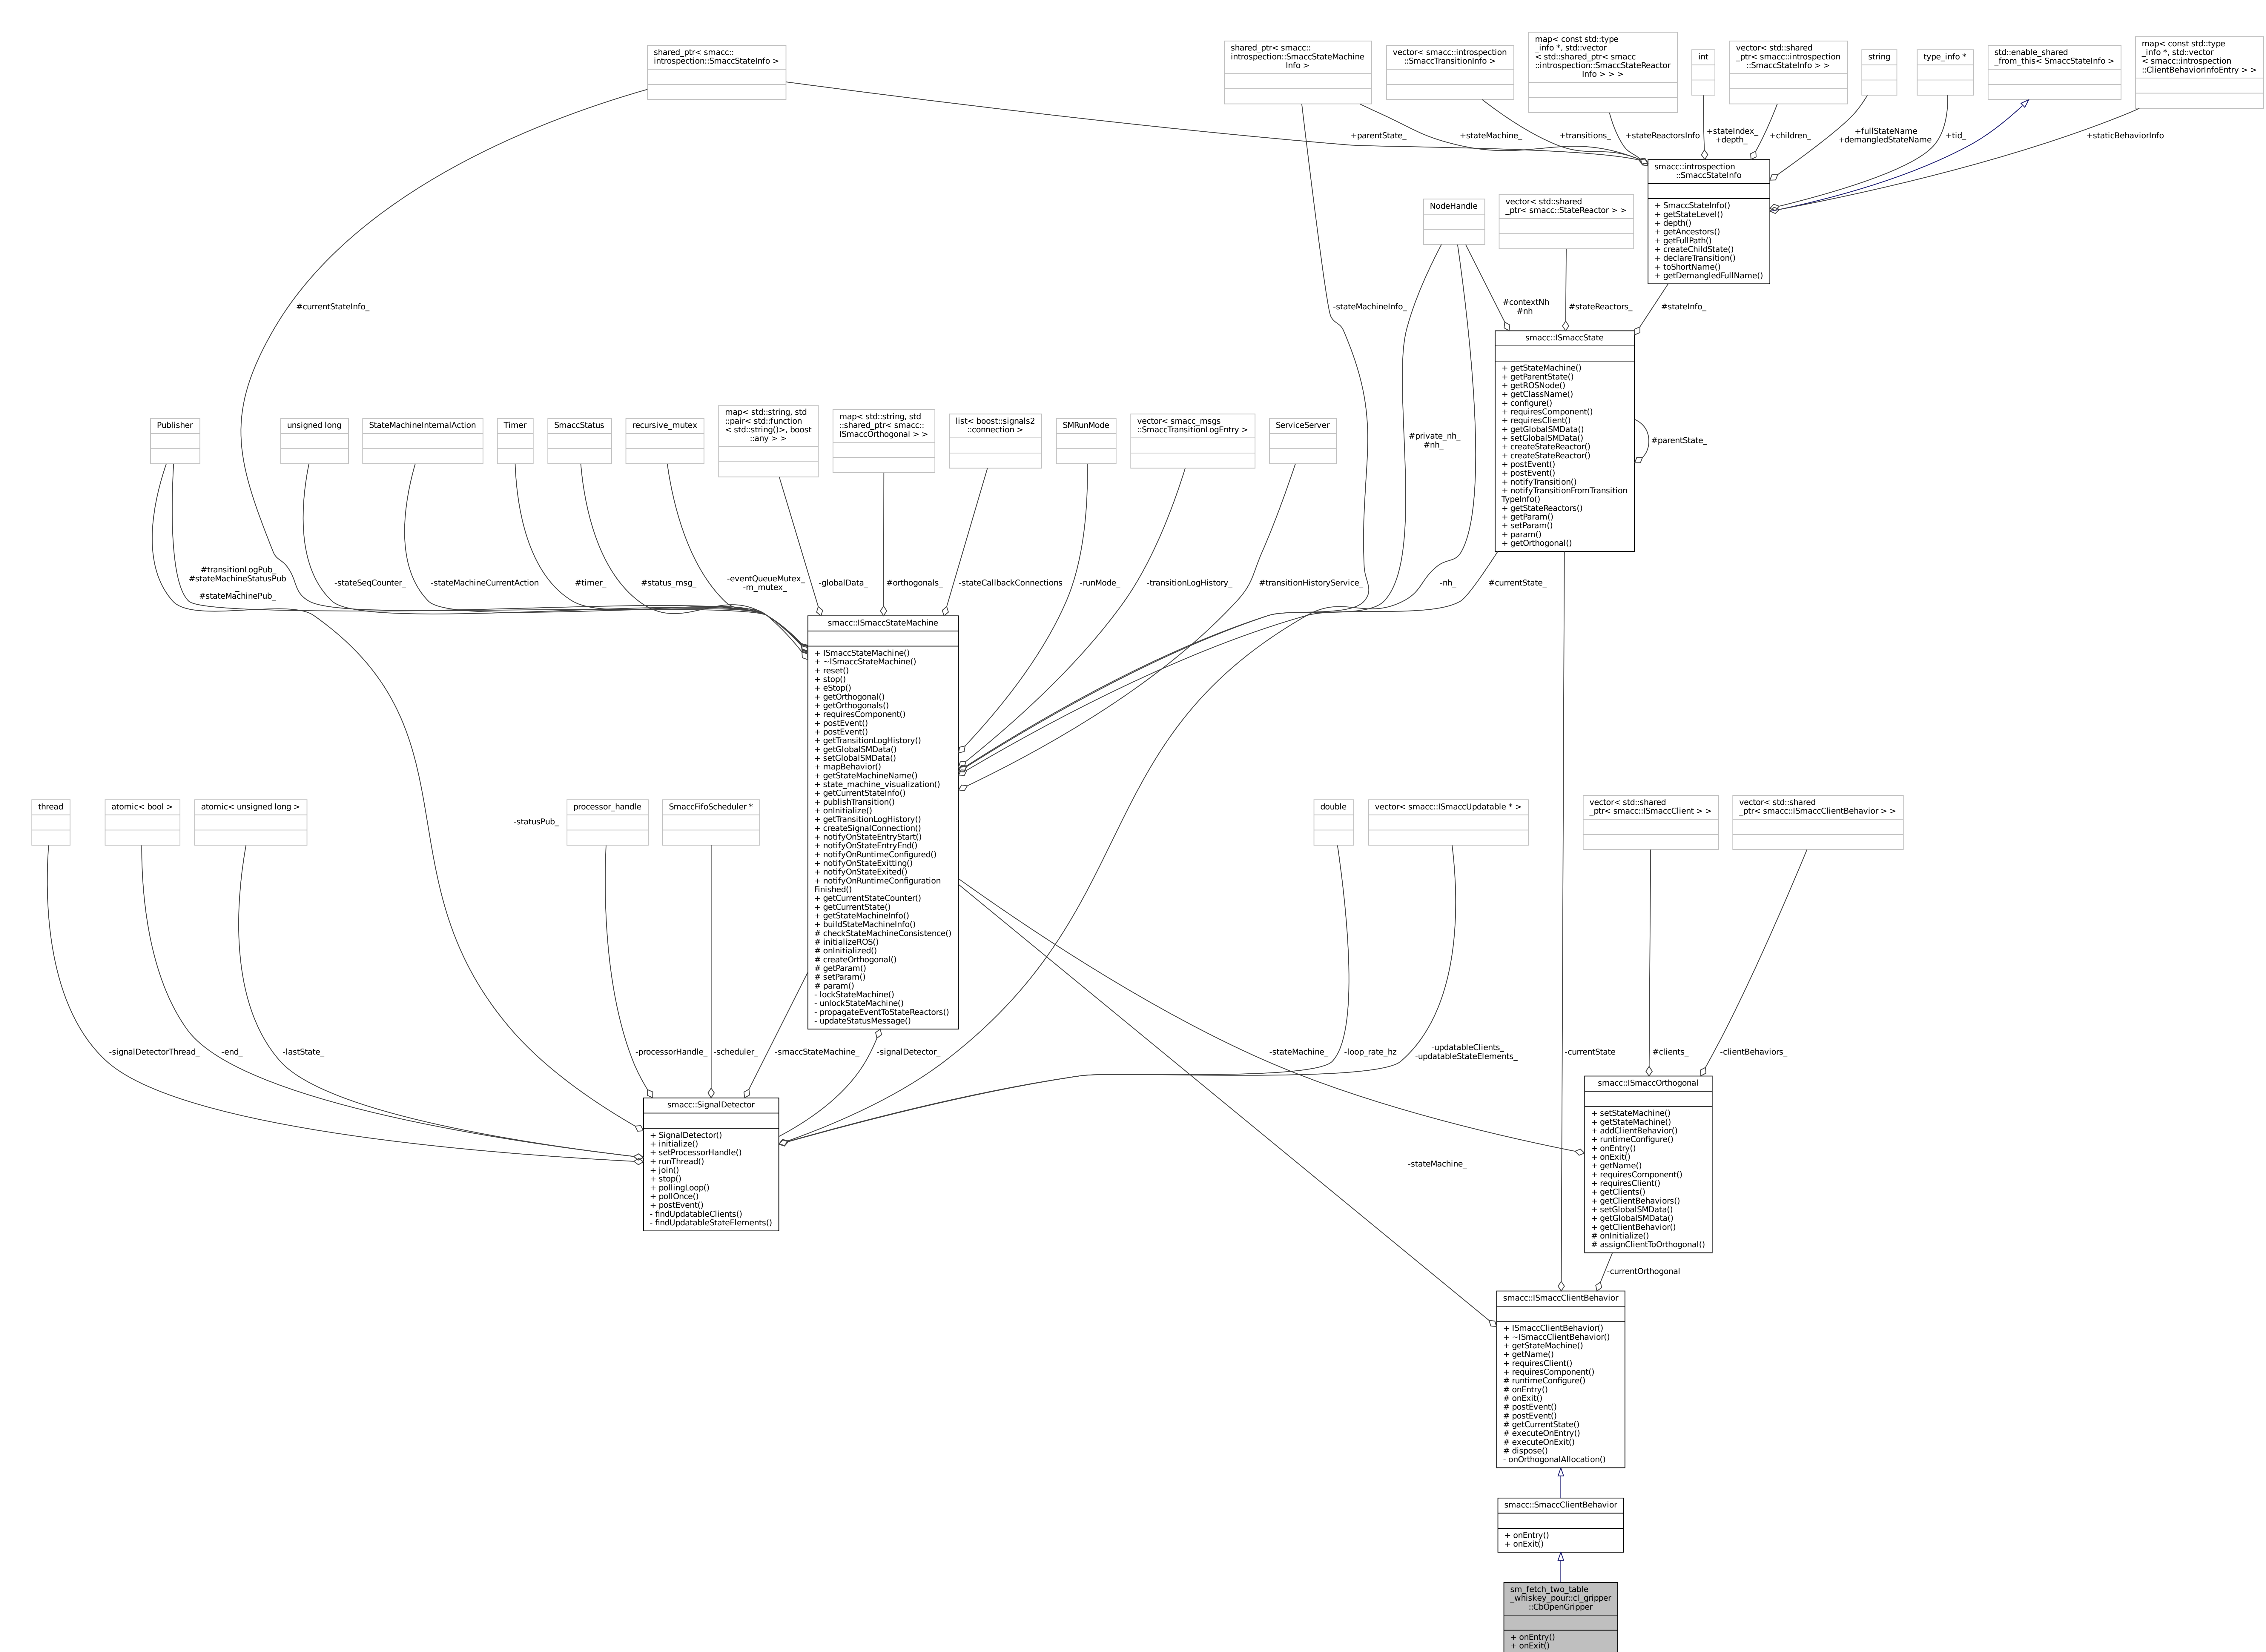 shared_ptr< smacc::
introspection::SmaccStateInfo >
shared_ptr< smacc::
introspection::SmaccStateMachine
Info >
vector< smacc::introspection
::SmaccTransitionInfo >
map< const std::type
_info *, std::vector
< std::shared_ptr< smacc
::introspection::SmaccStateReactor
Info > > >
int
vector< std::shared
_ptr< smacc::introspection
::SmaccStateInfo > >
string
type_info *
std::enable_shared
_from_this< SmaccStateInfo >
map< const std::type
_info *, std::vector
< smacc::introspection
::ClientBehaviorInfoEntry > >
+parentState_
+stateMachine_
+transitions_
+stateReactorsInfo
+stateIndex_
+depth_
+children_
+fullStateName
+demangledStateName
+tid_
+staticBehaviorInfo
smacc::introspection
::SmaccStateInfo
+ SmaccStateInfo()
+ getStateLevel()
+ depth()
+ getAncestors()
+ getFullPath()
+ createChildState()
+ declareTransition()
+ toShortName()
+ getDemangledFullName()
NodeHandle
vector< std::shared
_ptr< smacc::StateReactor > >
#currentStateInfo_
-stateMachineInfo_
#contextNh
#nh
#stateReactors_
#stateInfo_
smacc::ISmaccState
+ getStateMachine()
+ getParentState()
+ getROSNode()
+ getClassName()
+ configure()
+ requiresComponent()
+ requiresClient()
+ getGlobalSMData()
+ setGlobalSMData()
+ createStateReactor()
+ createStateReactor()
+ postEvent()
+ postEvent()
+ notifyTransition()
+ notifyTransitionFromTransition
TypeInfo()
+ getStateReactors()
+ getParam()
+ setParam()
+ param()
+ getOrthogonal()
#parentState_
#private_nh_
#nh_
Publisher
unsigned long
StateMachineInternalAction
Timer
SmaccStatus
recursive_mutex
map< std::string, std
::pair< std::function
< std::string()>, boost
::any > >
map< std::string, std
::shared_ptr< smacc::
ISmaccOrthogonal > >
list< boost::signals2
::connection >
SMRunMode
vector< smacc_msgs
::SmaccTransitionLogEntry >
ServiceServer
#transitionLogPub_
#stateMachineStatusPub
_
#stateMachinePub_
-stateSeqCounter_
-stateMachineCurrentAction
#timer_
#status_msg_
-eventQueueMutex_
-m_mutex_
-globalData_
#orthogonals_
-stateCallbackConnections
-runMode_
-transitionLogHistory_
#transitionHistoryService_
-nh_
#currentState_
smacc::ISmaccStateMachine
+ ISmaccStateMachine()
+ ~ISmaccStateMachine()
+ reset()
+ stop()
+ eStop()
+ getOrthogonal()
+ getOrthogonals()
+ requiresComponent()
+ postEvent()
+ postEvent()
+ getTransitionLogHistory()
+ getGlobalSMData()
+ setGlobalSMData()
+ mapBehavior()
+ getStateMachineName()
+ state_machine_visualization()
+ getCurrentStateInfo()
+ publishTransition()
+ onInitialize()
+ getTransitionLogHistory()
+ createSignalConnection()
+ notifyOnStateEntryStart()
+ notifyOnStateEntryEnd()
+ notifyOnRuntimeConfigured()
+ notifyOnStateExitting()
+ notifyOnStateExited()
+ notifyOnRuntimeConfiguration
Finished()
+ getCurrentStateCounter()
+ getCurrentState()
+ getStateMachineInfo()
+ buildStateMachineInfo()
# checkStateMachineConsistence()
# initializeROS()
# onInitialized()
# createOrthogonal()
# getParam()
# setParam()
# param()
- lockStateMachine()
- unlockStateMachine()
- propagateEventToStateReactors()
- updateStatusMessage()
thread
atomic< bool >
atomic< unsigned long >
-statusPub_
processor_handle
SmaccFifoScheduler *
double
vector< smacc::ISmaccUpdatable * >
vector< std::shared
_ptr< smacc::ISmaccClient > >
vector< std::shared
_ptr< smacc::ISmaccClientBehavior > >
-signalDetectorThread_
-end_
-lastState_
-processorHandle_
-scheduler_
-smaccStateMachine_
-signalDetector_
-stateMachine_
-loop_rate_hz
-updatableClients_
-updatableStateElements_
-currentState
#clients_
-clientBehaviors_
smacc::SignalDetector
+ SignalDetector()
+ initialize()
+ setProcessorHandle()
+ runThread()
+ join()
+ stop()
+ pollingLoop()
+ pollOnce()
+ postEvent()
- findUpdatableClients()
- findUpdatableStateElements()
smacc::ISmaccOrthogonal
+ setStateMachine()
+ getStateMachine()
+ addClientBehavior()
+ runtimeConfigure()
+ onEntry()
+ onExit()
+ getName()
+ requiresComponent()
+ requiresClient()
+ getClients()
+ getClientBehaviors()
+ setGlobalSMData()
+ getGlobalSMData()
+ getClientBehavior()
# onInitialize()
# assignClientToOrthogonal()
-stateMachine_
-currentOrthogonal
smacc::ISmaccClientBehavior
+ ISmaccClientBehavior()
+ ~ISmaccClientBehavior()
+ getStateMachine()
+ getName()
+ requiresClient()
+ requiresComponent()
# runtimeConfigure()
# onEntry()
# onExit()
# postEvent()
# postEvent()
# getCurrentState()
# executeOnEntry()
# executeOnExit()
# dispose()
- onOrthogonalAllocation()
smacc::SmaccClientBehavior
+ onEntry()
+ onExit()
sm_fetch_two_table
_whiskey_pour::cl_gripper
::CbOpenGripper
+ onEntry()
+ onExit()